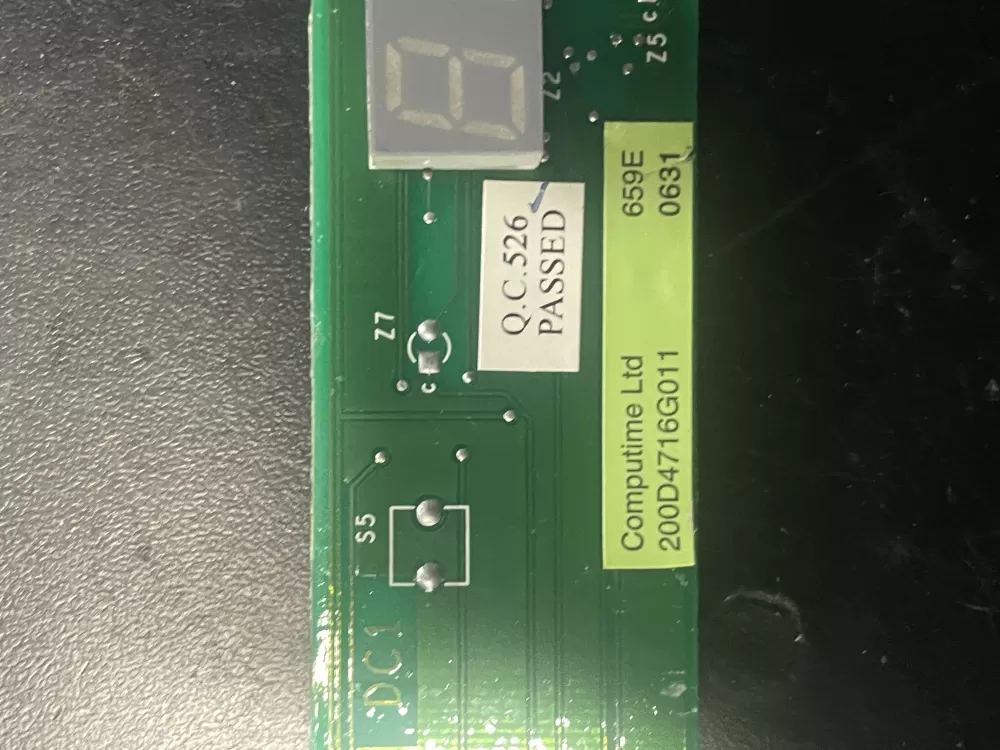 Computime Ltd 659E
200D4716G011 0631
Q.C.526
PASSED
Z7
c
S5
DC1
Z2
Z5 c